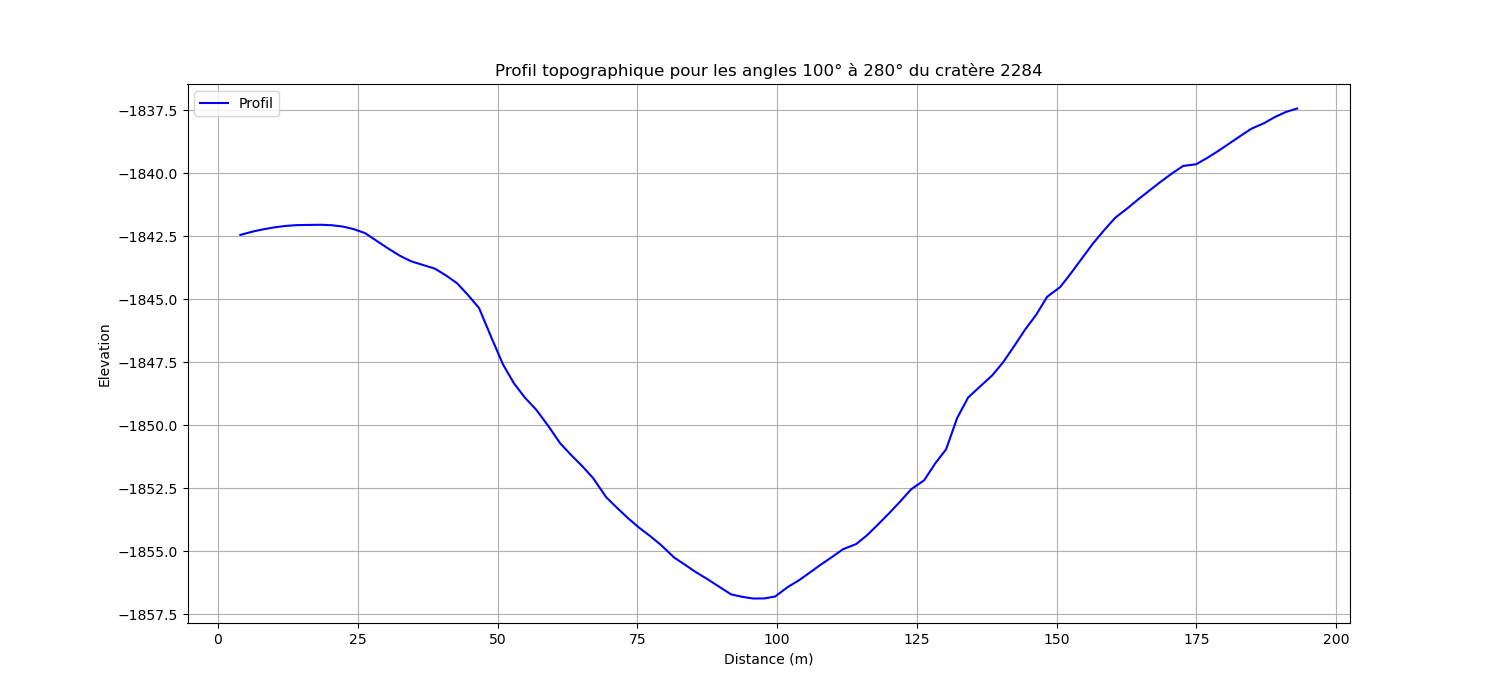 Profil topographique pour les angles 100° à 280° du cratère 2284
Profil
−1837.5
−1840.0
−1842.5
−1845.0
−1847.5
−1850.0
−1852.5
−1855.0
−1857.5
Elevation
0 25 50 75 100 125 150 175 200
Distance (m)